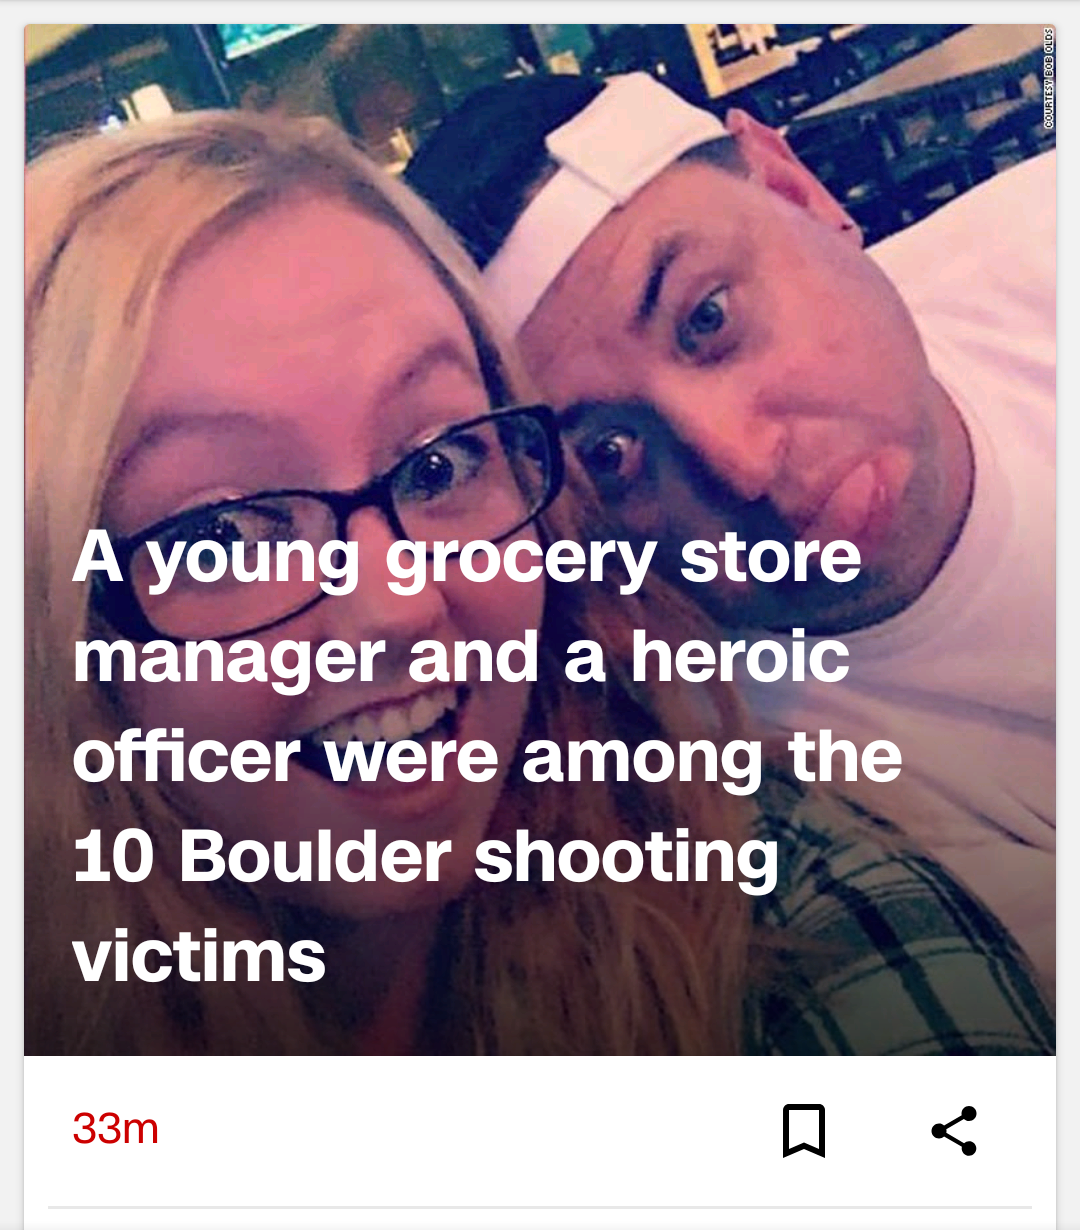 COURTESY BOB OLDS
A young grocery store
manager and a heroic
officer were among the
10 Boulder shooting
victims
33m